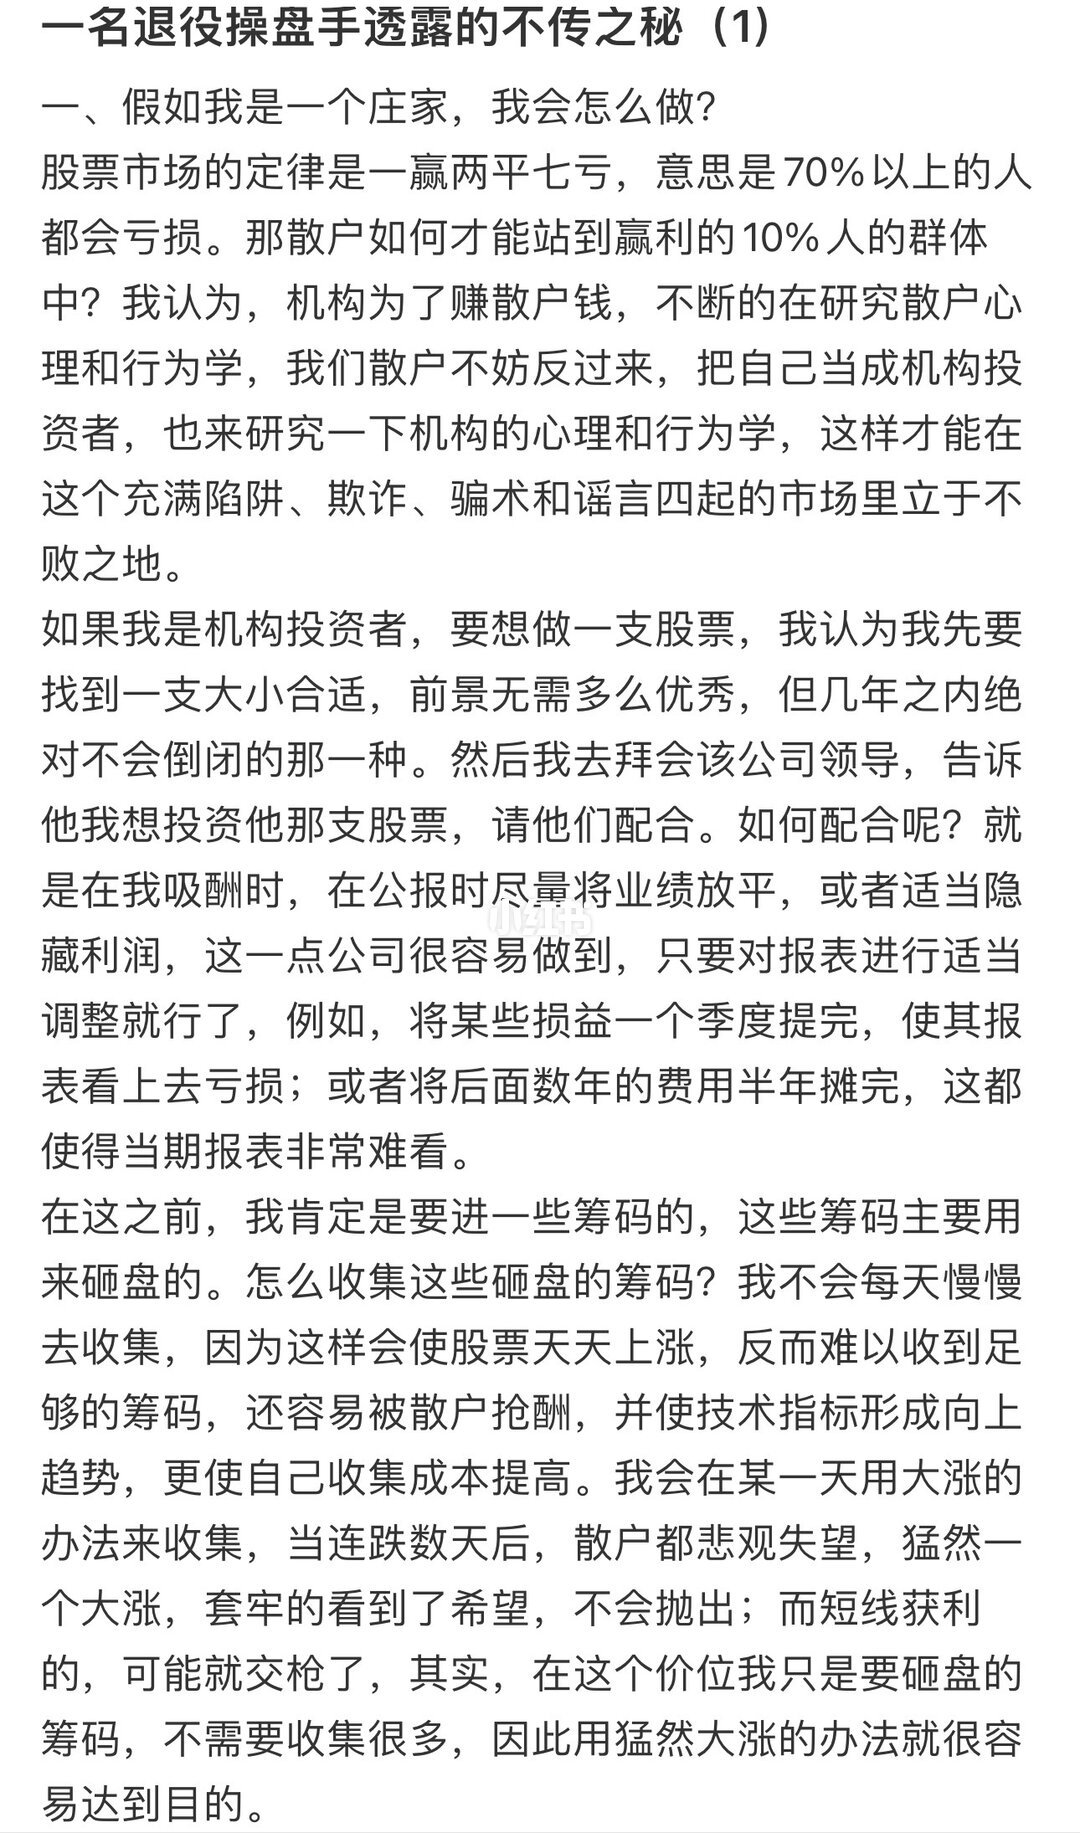 一名退役操盘手透露的不传之秘（1）
一、假如我是一个庄家，我会怎么做？
股票市场的定律是一赢两平七亏，意思是70%以上的人
都会亏损。那散户如何才能站到赢利的10%人的群体
中？我认为，机构为了赚散户钱，不断的在研究散户心
理和行为学，我们散户不妨反过来，把自己当成机构投
资者，也来研究一下机构的心理和行为学，这样才能在
这个充满陷阱、欺诈、骗术和谣言四起的市场里立于不
败之地。
如果我是机构投资者，要想做一支股票，我认为我先要
找到一支大小合适，前景无需多么优秀，但几年之内绝
对不会倒闭的那一种。然后我去拜会该公司领导，告诉
他我想投资他那支股票，请他们配合。如何配合呢？就
是在我吸酬时，在公报时尽量将业绩放平，或者适当隐
小红书
藏利润，这一点公司很容易做到，只要对报表进行适当
调整就行了，例如，将某些损益一个季度提完，使其报
表看上去亏损；或者将后面数年的费用半年摊完，这都
使得当期报表非常难看。
在这之前，我肯定是要进一些筹码的，这些筹码主要用
来砸盘的。怎么收集这些砸盘的筹码？我不会每天慢慢
去收集，因为这样会使股票天天上涨，反而难以收到足
够的筹码，还容易被散户抢酬，并使技术指标形成向上
趋势，更使自己收集成本提高。我会在某一天用大涨的
办法来收集，当连跌数天后，散户都悲观失望，猛然一
个大涨，套牢的看到了希望，不会抛出；而短线获利
的，可能就交枪了，其实，在这个价位我只是要砸盘的
筹码，不需要收集很多，因此用猛然大涨的办法就很容
易达到目的。